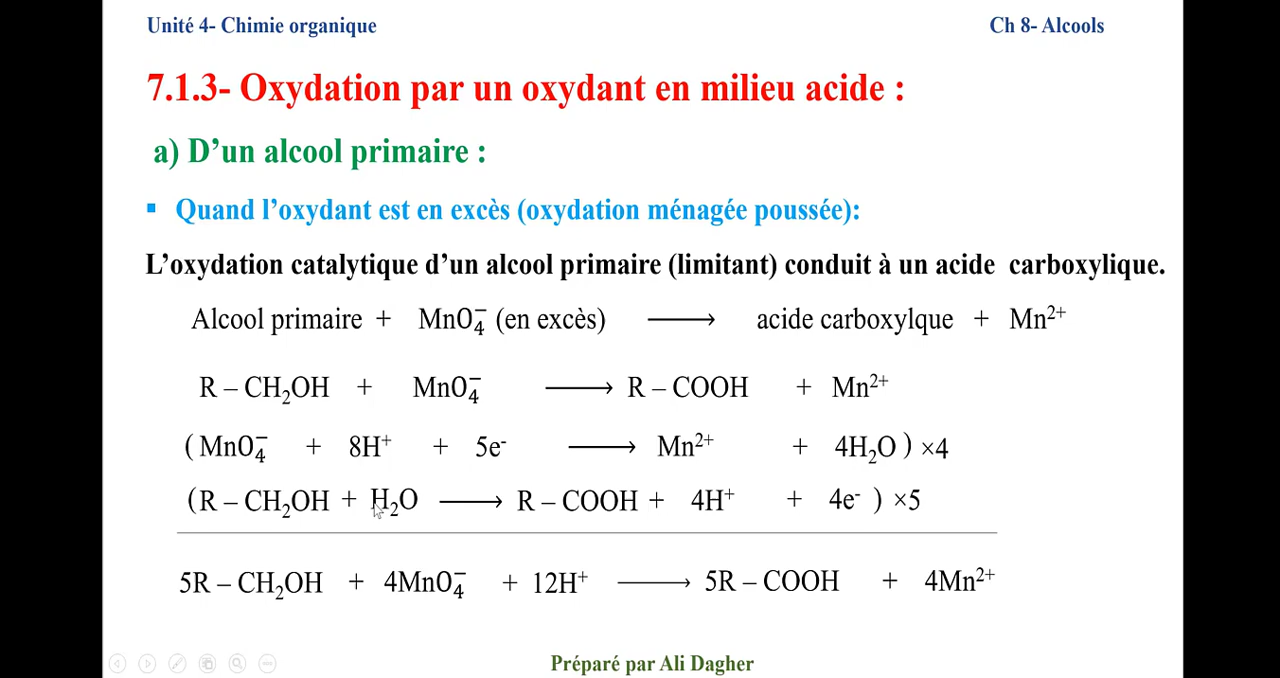 Unité 4- Chimie organique Ch 8- Alcools
7.1.3- Oxydation par un oxydant en milieu acide :
a) D’un alcool primaire :
▪ Quand l’oxydant est en excès (oxydation ménagée poussée):
L’oxydation catalytique d’un alcool primaire (limitant) conduit à un acide carboxylique.
Alcool primaire + MnO₄⁻ (en excès) ⟶ acide carboxylque + Mn²⁺
R – CH₂OH + MnO₄⁻ ⟶ R – COOH + Mn²⁺
( MnO₄⁻ + 8H⁺ + 5e⁻ ⟶ Mn²⁺ + 4H₂O ) ×4
(R – CH₂OH + H₂O ⟶ R – COOH + 4H⁺ + 4e⁻ ) ×5
5R – CH₂OH + 4MnO₄⁻ + 12H⁺ ⟶ 5R – COOH + 4Mn²⁺
Préparé par Ali Dagher